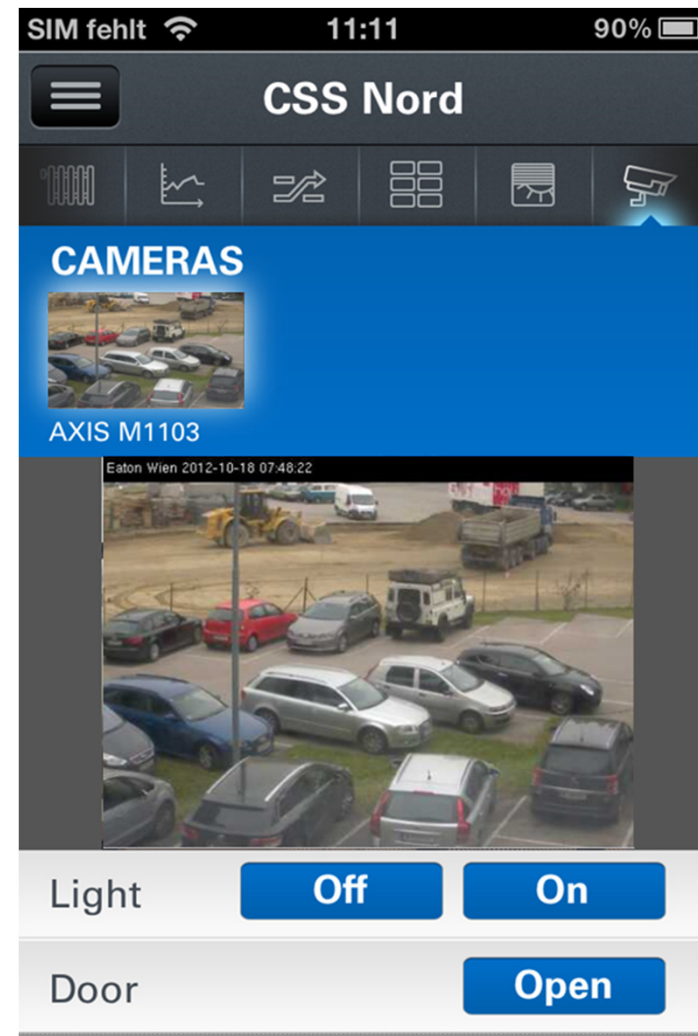 SIM fehlt 11:11 90%
CSS Nord
CAMERAS
AXIS M1103
Eaton Wien 2012-10-18 07:48:22
Light Off On
Door Open